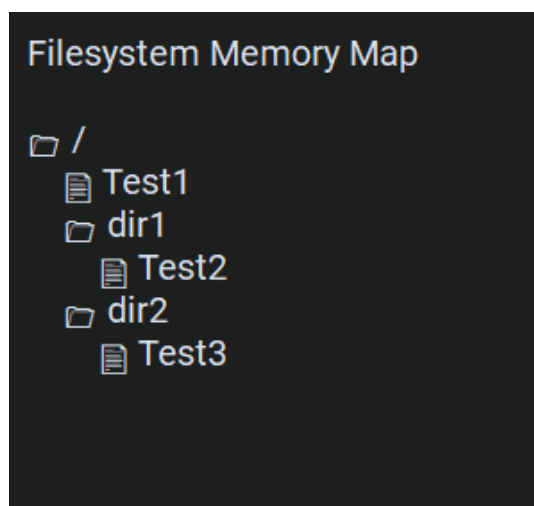 Filesystem Memory Map
/
Test1
dir1
Test2
dir2
Test3